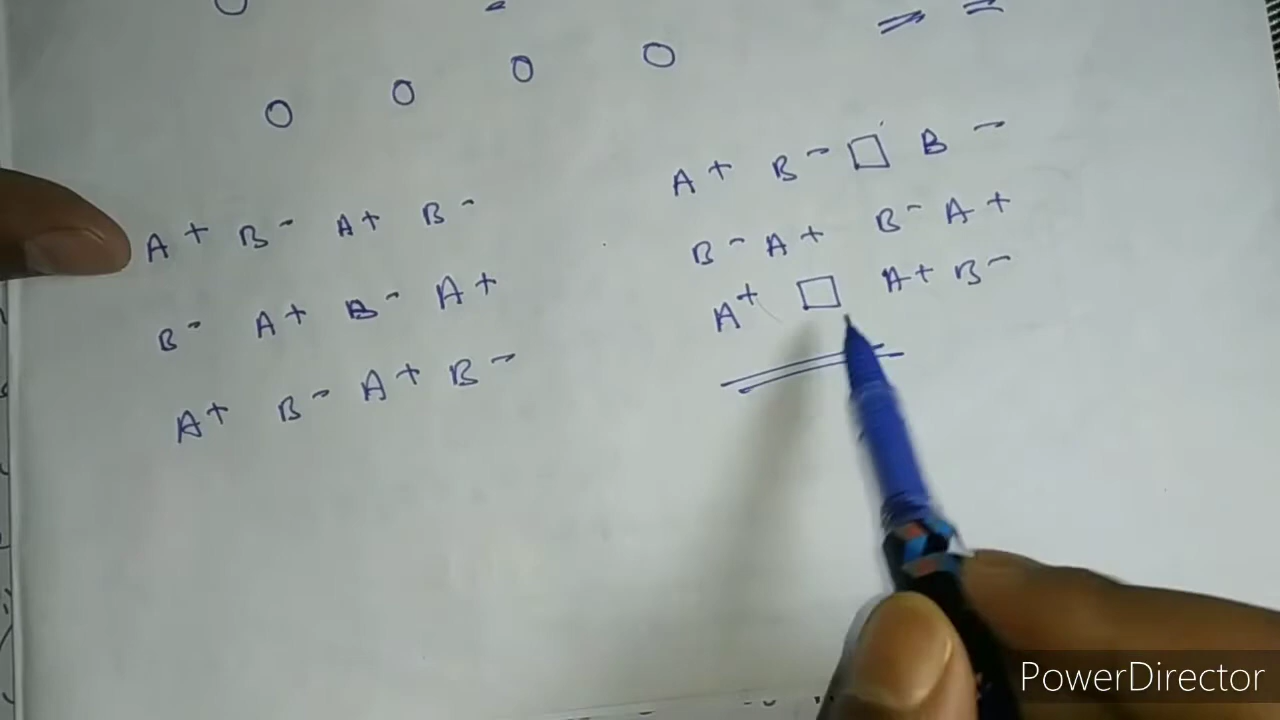 O O O O
A+ B- A+ B-
B- A+ B- A+
A+ B- A+ B-
A+ B- □ B-
B- A+ B- A+
A+ □ A+ B-
PowerDirector